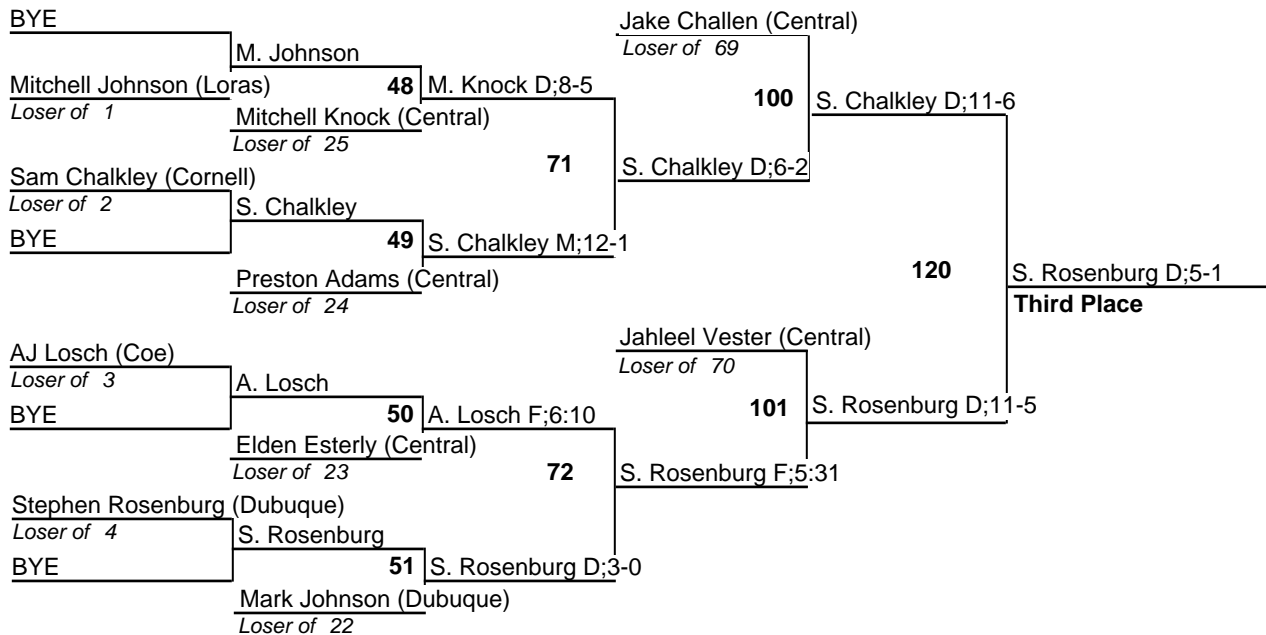 BYE
Jake Challen (Central)
Loser of 69
M. Johnson
Mitchell Johnson (Loras)
Loser of 1
48
M. Knock D;8-5
100
S. Chalkley D;11-6
Mitchell Knock (Central)
Loser of 25
71
S. Chalkley D;6-2
Sam Chalkley (Cornell)
Loser of 2
S. Chalkley
BYE
49
S. Chalkley M;12-1
120
S. Rosenburg D;5-1
Third Place
Preston Adams (Central)
Loser of 24
Jahleel Vester (Central)
Loser of 70
AJ Losch (Coe)
Loser of 3
A. Losch
BYE
50
A. Losch F;6:10
101
S. Rosenburg D;11-5
Elden Esterly (Central)
Loser of 23
72
S. Rosenburg F;5:31
Stephen Rosenburg (Dubuque)
Loser of 4
S. Rosenburg
BYE
51
S. Rosenburg D;3-0
Mark Johnson (Dubuque)
Loser of 22